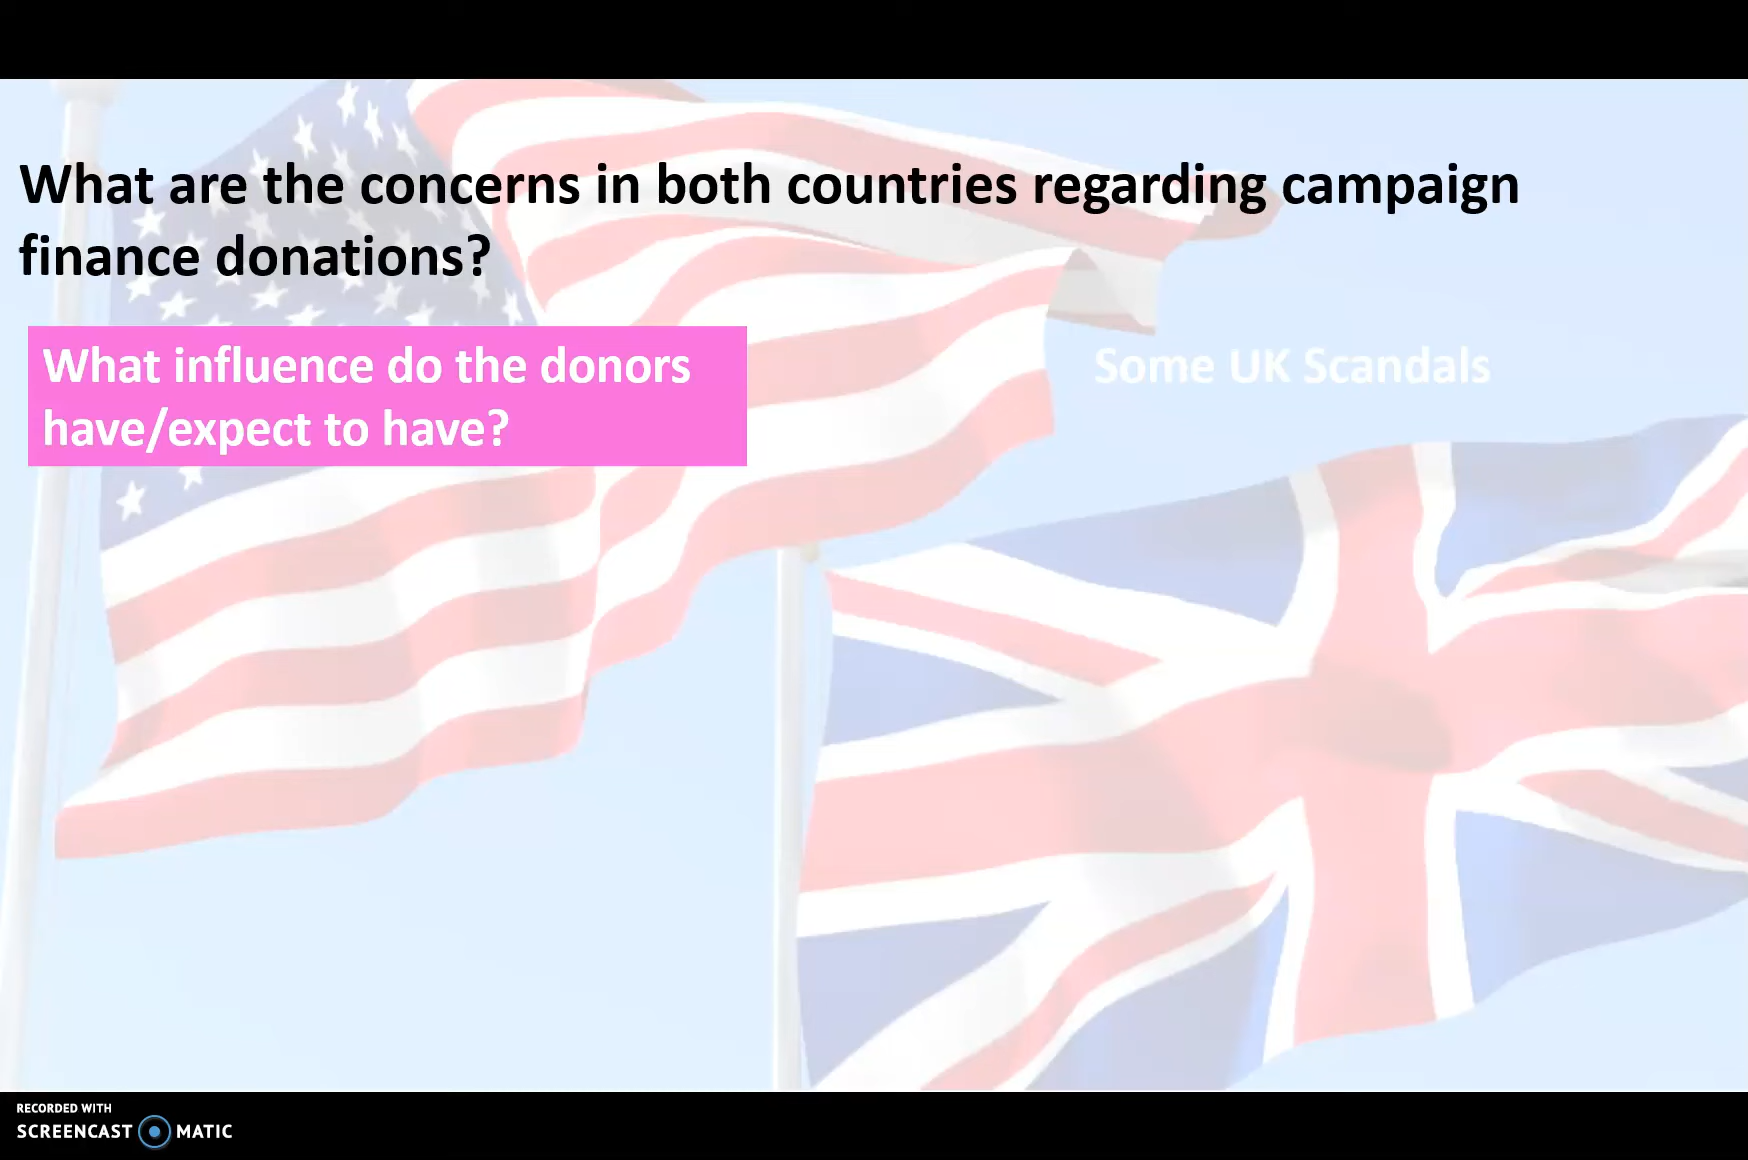 What are the concerns in both countries regarding campaign
finance donations?
What influence do the donors
have/expect to have?
Some UK Scandals
RECORDED WITH
SCREENCAST MATIC